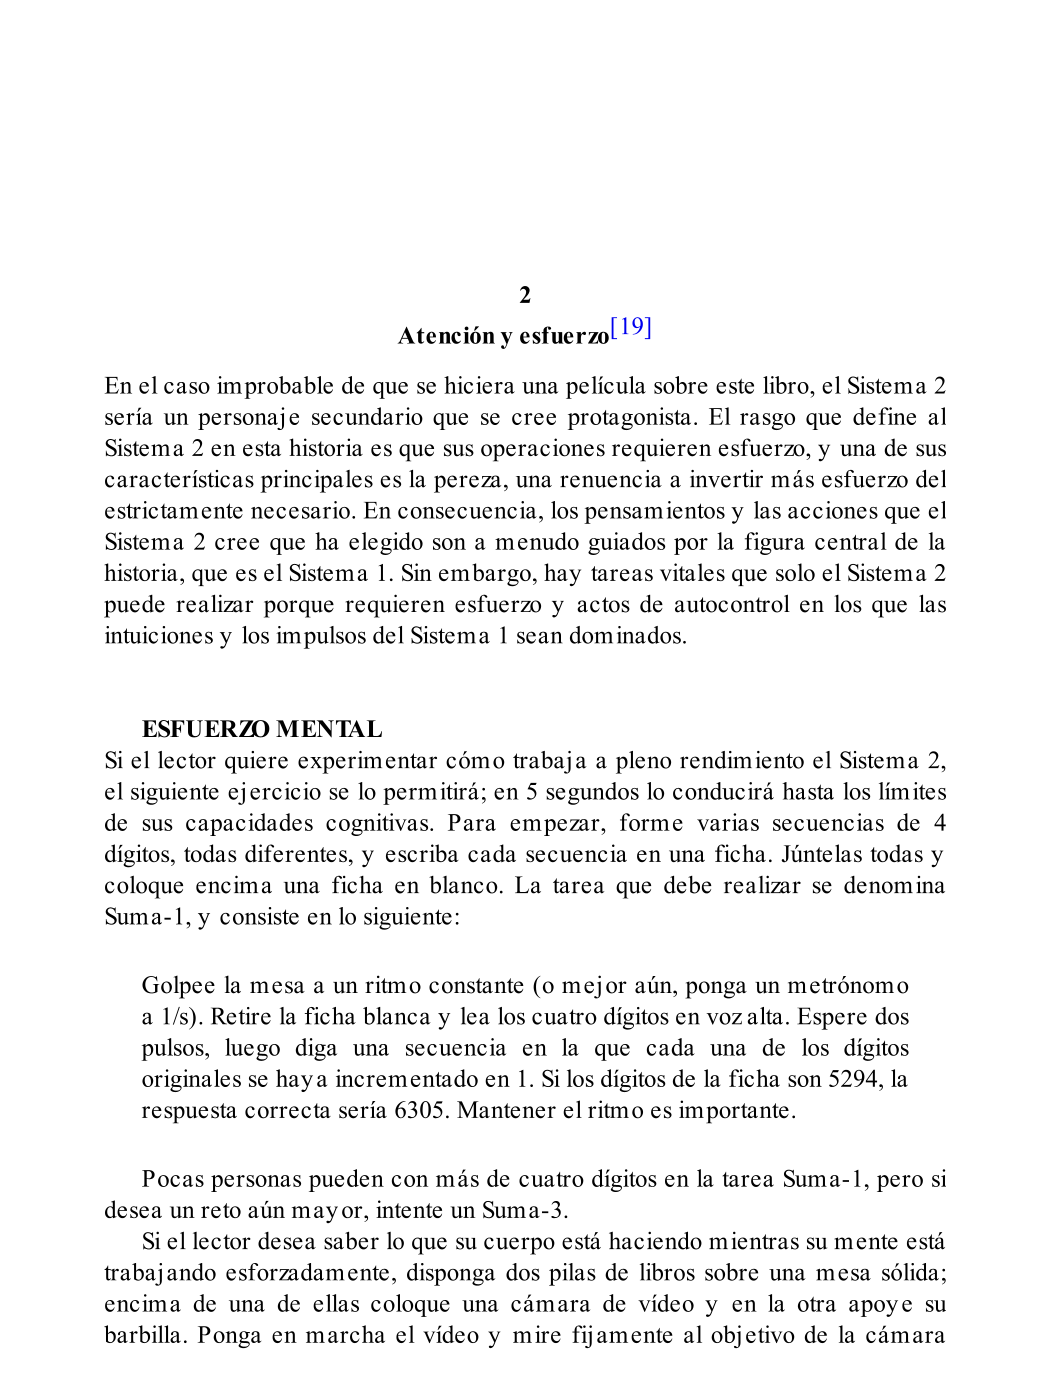 2
Atención y esfuerzo[19]
En el caso improbable de que se hiciera una película sobre este libro, el Sistema 2
sería un personaje secundario que se cree protagonista. El rasgo que define al
Sistema 2 en esta historia es que sus operaciones requieren esfuerzo, y una de sus
características principales es la pereza, una renuencia a invertir más esfuerzo del
estrictamente necesario. En consecuencia, los pensamientos y las acciones que el
Sistema 2 cree que ha elegido son a menudo guiados por la figura central de la
historia, que es el Sistema 1. Sin embargo, hay tareas vitales que solo el Sistema 2
puede realizar porque requieren esfuerzo y actos de autocontrol en los que las
intuiciones y los impulsos del Sistema 1 sean dominados.
ESFUERZO MENTAL
Si el lector quiere experimentar cómo trabaja a pleno rendimiento el Sistema 2,
el siguiente ejercicio se lo permitirá; en 5 segundos lo conducirá hasta los límites
de sus capacidades cognitivas. Para empezar, forme varias secuencias de 4
dígitos, todas diferentes, y escriba cada secuencia en una ficha. Júntelas todas y
coloque encima una ficha en blanco. La tarea que debe realizar se denomina
Suma-1, y consiste en lo siguiente:
Golpee la mesa a un ritmo constante (o mejor aún, ponga un metrónomo
a 1/s). Retire la ficha blanca y lea los cuatro dígitos en voz alta. Espere dos
pulsos, luego diga una secuencia en la que cada una de los dígitos
originales se haya incrementado en 1. Si los dígitos de la ficha son 5294, la
respuesta correcta sería 6305. Mantener el ritmo es importante.
Pocas personas pueden con más de cuatro dígitos en la tarea Suma-1, pero si
desea un reto aún mayor, intente un Suma-3.
Si el lector desea saber lo que su cuerpo está haciendo mientras su mente está
trabajando esforzadamente, disponga dos pilas de libros sobre una mesa sólida;
encima de una de ellas coloque una cámara de vídeo y en la otra apoye su
barbilla. Ponga en marcha el vídeo y mire fijamente al objetivo de la cámara